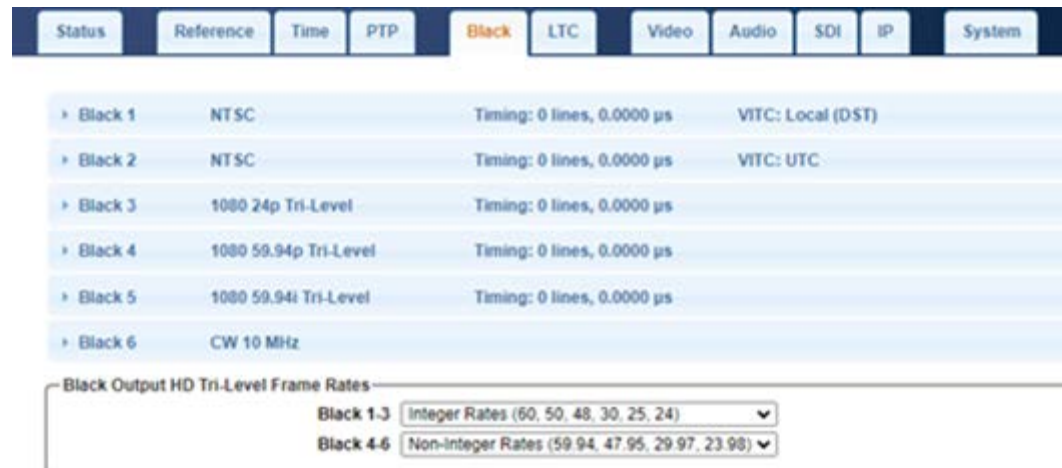 Status Reference Time PTP Black LTC Video Audio SDI IP System
Black 1 NTSC Timing: 0 lines, 0.0000 µs VITC: Local (DST)
Black 2 NTSC Timing: 0 lines, 0.0000 µs VITC: UTC
Black 3 1080 24p Tri-Level Timing: 0 lines, 0.0000 µs
Black 4 1080 59.94p Tri-Level Timing: 0 lines, 0.0000 µs
Black 5 1080 59.94i Tri-Level Timing: 0 lines, 0.0000 µs
Black 6 CW 10 MHz
Black Output HD Tri-Level Frame Rates
Black 1-3 Integer Rates (60, 50, 48, 30, 25, 24)
Black 4-6 Non-Integer Rates (59.94, 47.95, 29.97, 23.98)